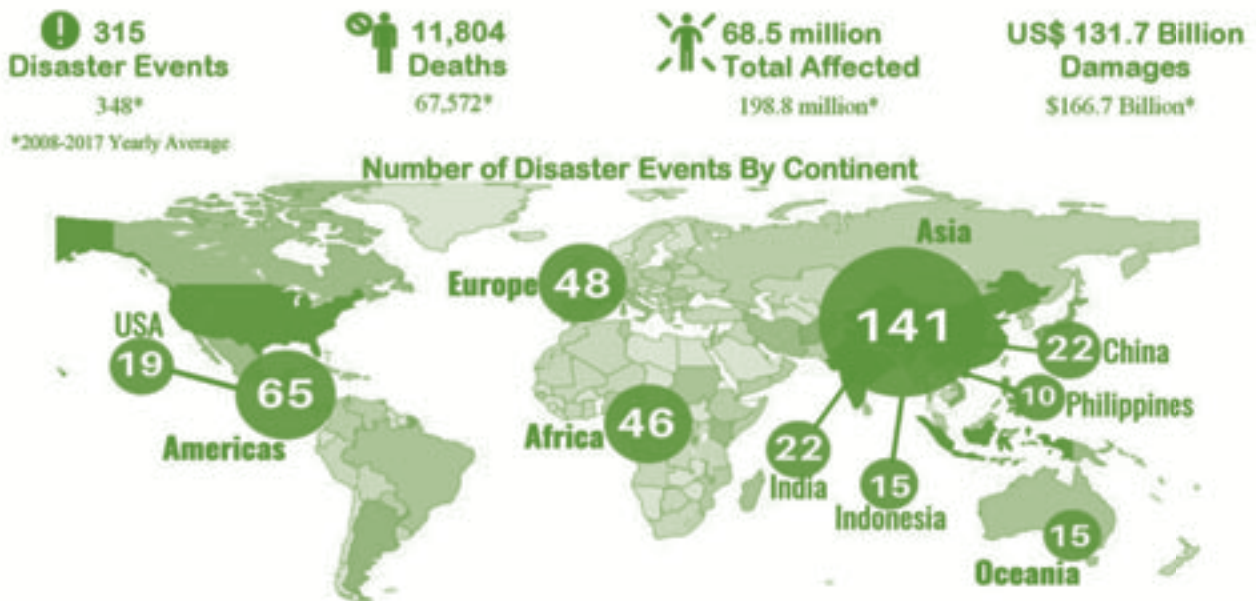 315
Disaster Events
348*
*2008-2017 Yearly Average
11,804
Deaths
67,572*
68.5 million
Total Affected
198.8 million*
US$ 131.7 Billion
Damages
$166.7 Billion*
Number of Disaster Events By Continent
Asia
141
Europe 48
USA
19
65
Americas
Africa 46
22 China
10 Philippines
22
India
15
Indonesia
15
Oceania